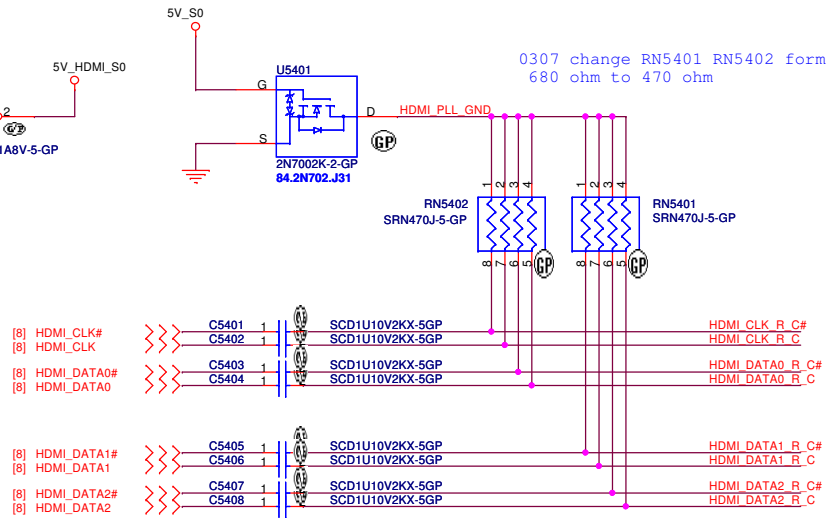 5V_S0
5V_HDMI_S0
U5401
0307 change RN5401 RN5402 form
680 ohm to 470 ohm
G
D
HDMI_PLL_GND
2
GP
S
GP
1A8V-5-GP
2N7002K-2-GP
84.2N702.J31
1 2 3 4
1 2 3 4
RN5402
SRN470J-5-GP
RN5401
SRN470J-5-GP
8 7 6 5
GP
8 7 6 5
GP
[8] HDMI_CLK# C5401 1 SCD1U10V2KX-5GP HDMI_CLK_R_C#
[8] HDMI_CLK C5402 1 SCD1U10V2KX-5GP HDMI_CLK_R_C
[8] HDMI_DATA0# C5403 1 SCD1U10V2KX-5GP HDMI_DATA0_R_C#
[8] HDMI_DATA0 C5404 1 SCD1U10V2KX-5GP HDMI_DATA0_R_C
[8] HDMI_DATA1# C5405 1 SCD1U10V2KX-5GP HDMI_DATA1_R_C#
[8] HDMI_DATA1 C5406 1 SCD1U10V2KX-5GP HDMI_DATA1_R_C
[8] HDMI_DATA2# C5407 1 SCD1U10V2KX-5GP HDMI_DATA2_R_C#
[8] HDMI_DATA2 C5408 1 SCD1U10V2KX-5GP HDMI_DATA2_R_C